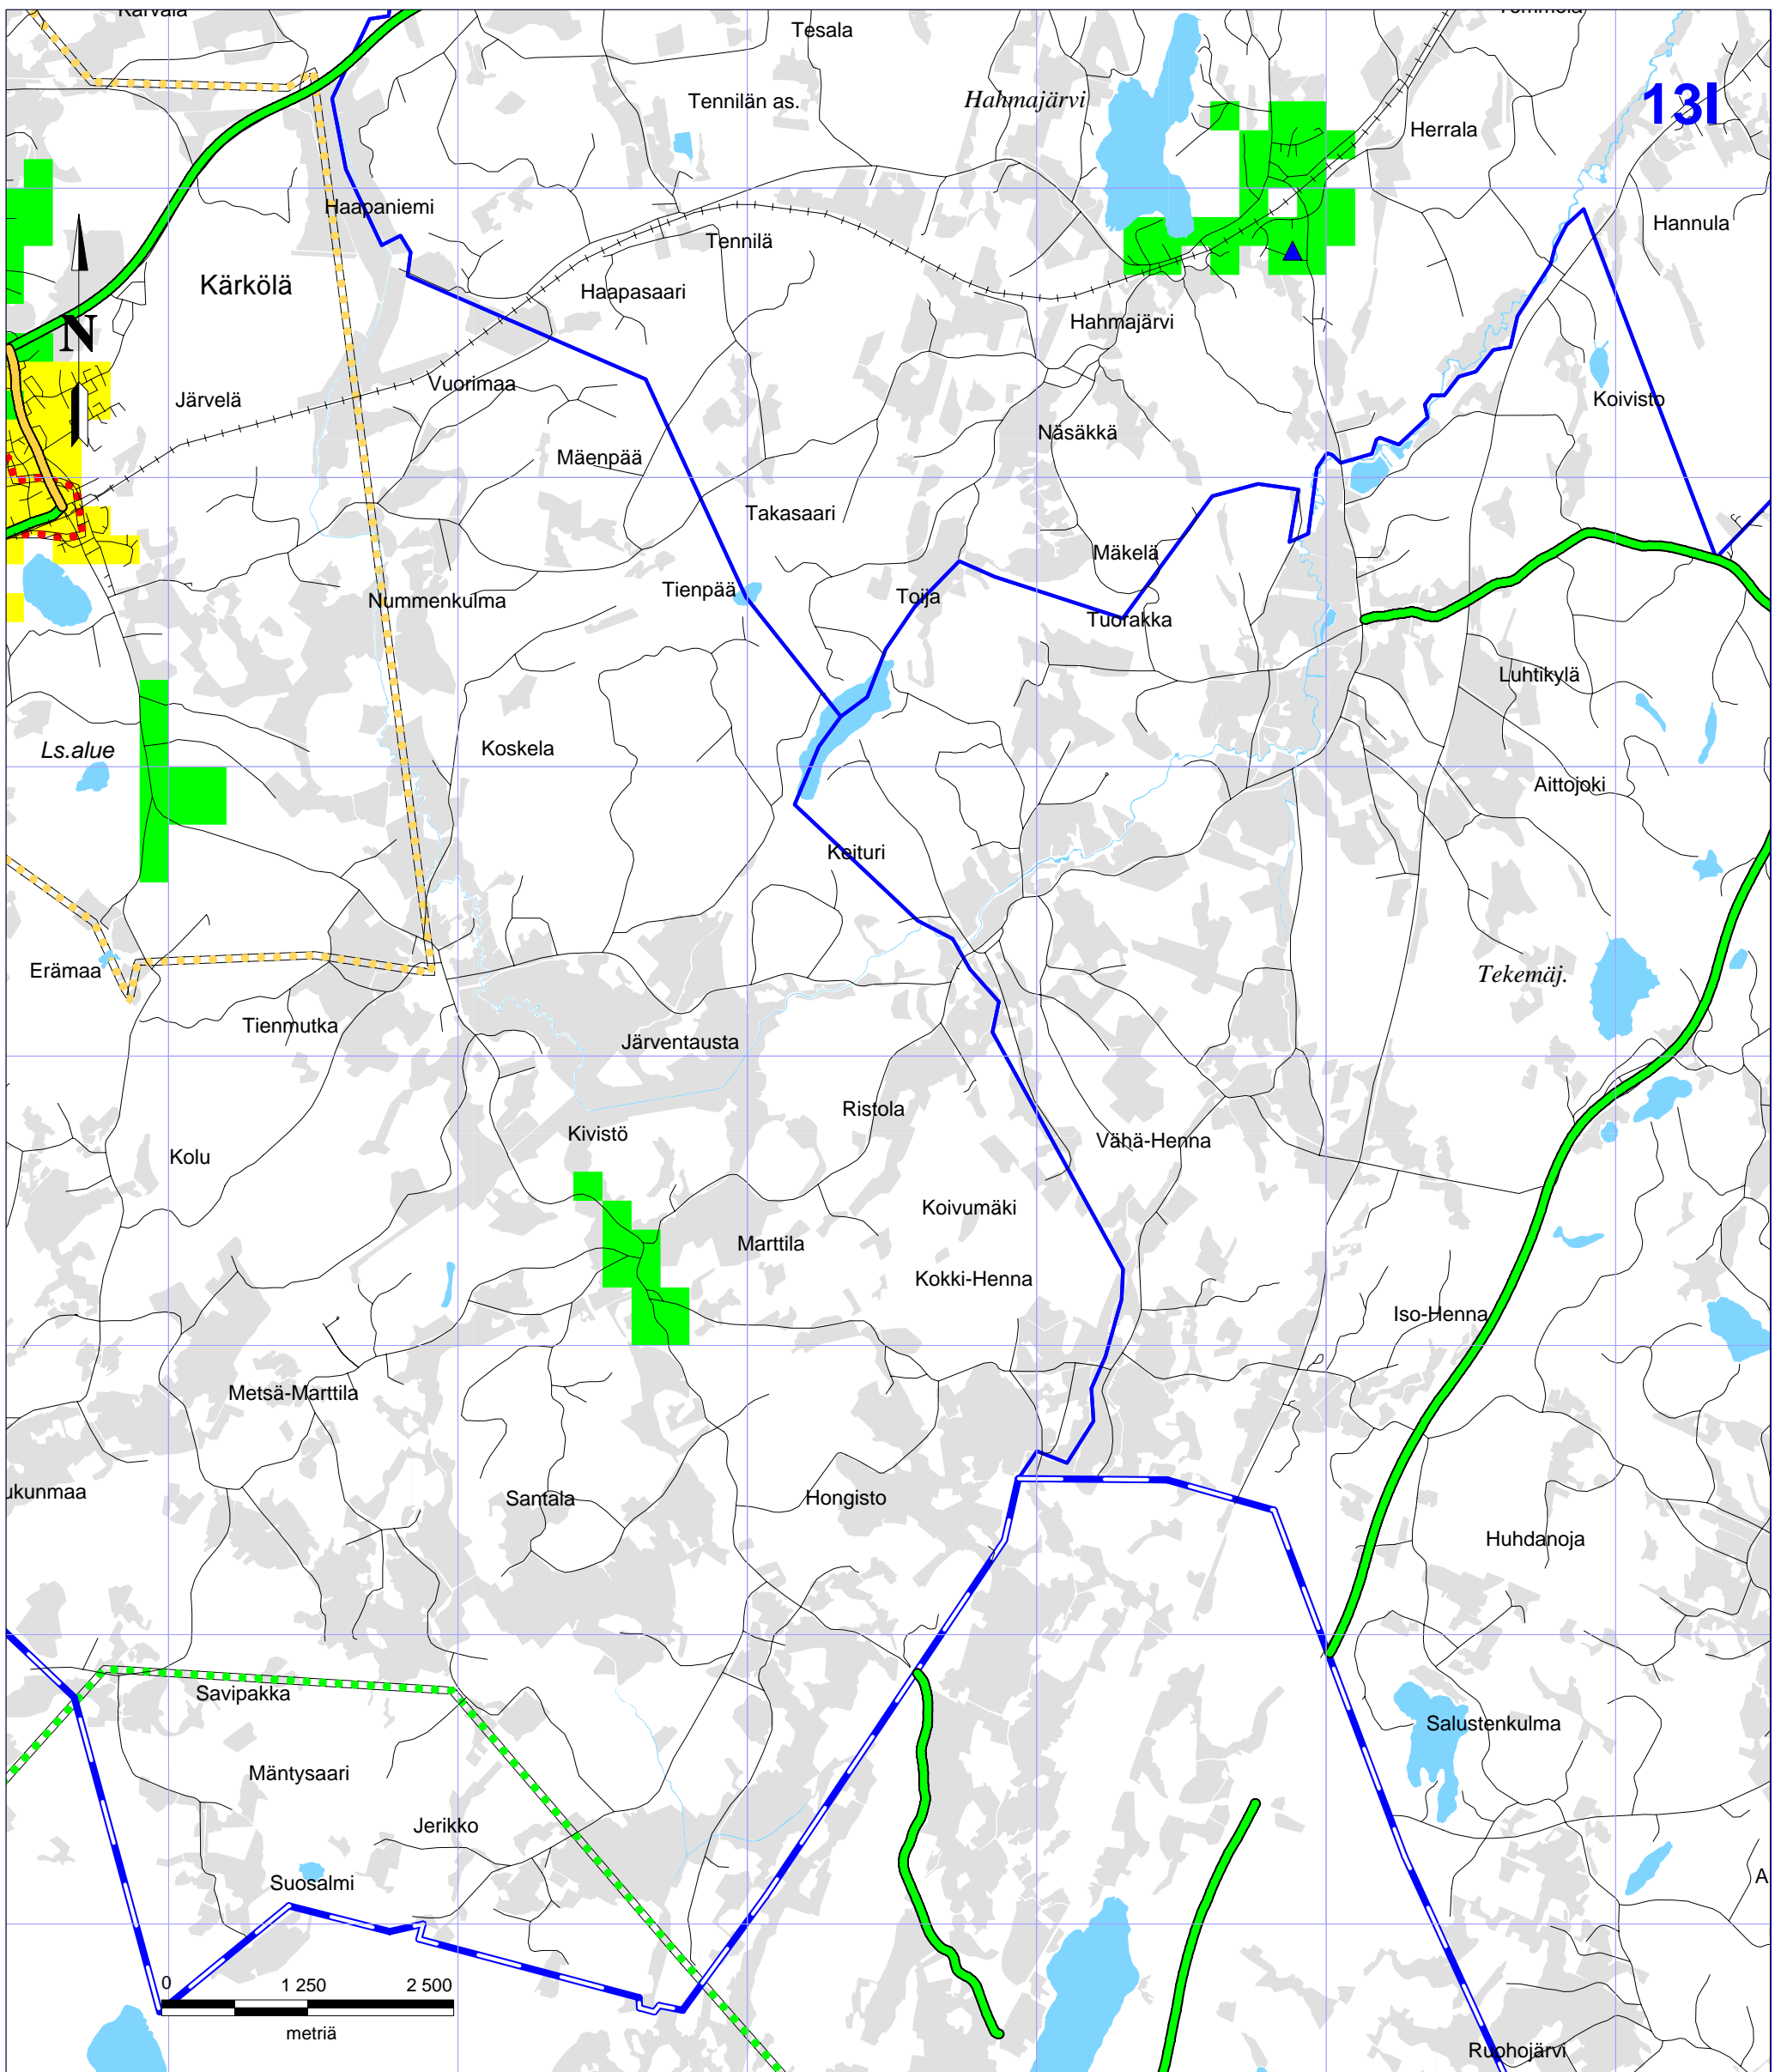 Tesala
Tennilän as.
Hahmajärvi
13I
Herrala
Haapaniemi
Hannula
Tennilä
Kärkölä
Haapasaari
Hahmajärvi
N
Vuorimaa
Järvelä
Koivisto
Näsäkkä
Mäenpää
Takasaari
Mäkelä
Tienpää
Toija
Nummenkulma
Tuorakka
Luhtikylä
Ls.alue
Koskela
Aittojoki
Keituri
Erämaa
Tekemäj.
Tienmutka
Järventausta
Ristola
Kivistö
Vähä-Henna
Kolu
Koivumäki
Marttila
Kokki-Henna
Iso-Henna
Metsä-Marttila
ukunmaa
Santala
Hongisto
Huhdanoja
Savipakka
Salustenkulma
Mäntysaari
Jerikko
Suosalmi
A
0 1 250 2 500
metriä
Ruohojärvi